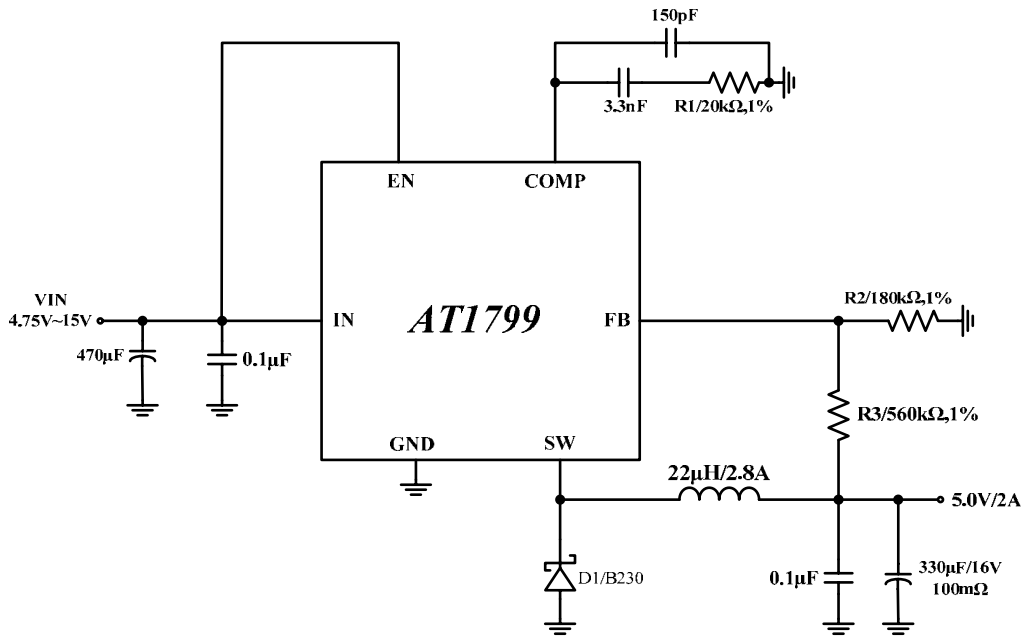 150pF
3.3nF
R1/20kΩ,1%
EN
COMP
VIN
4.75V~15V
IN
AT1799
FB
R2/180kΩ,1%
470μF
0.1μF
R3/560kΩ,1%
GND
SW
22μH/2.8A
5.0V/2A
D1/B230
0.1μF
330μF/16V
100mΩ